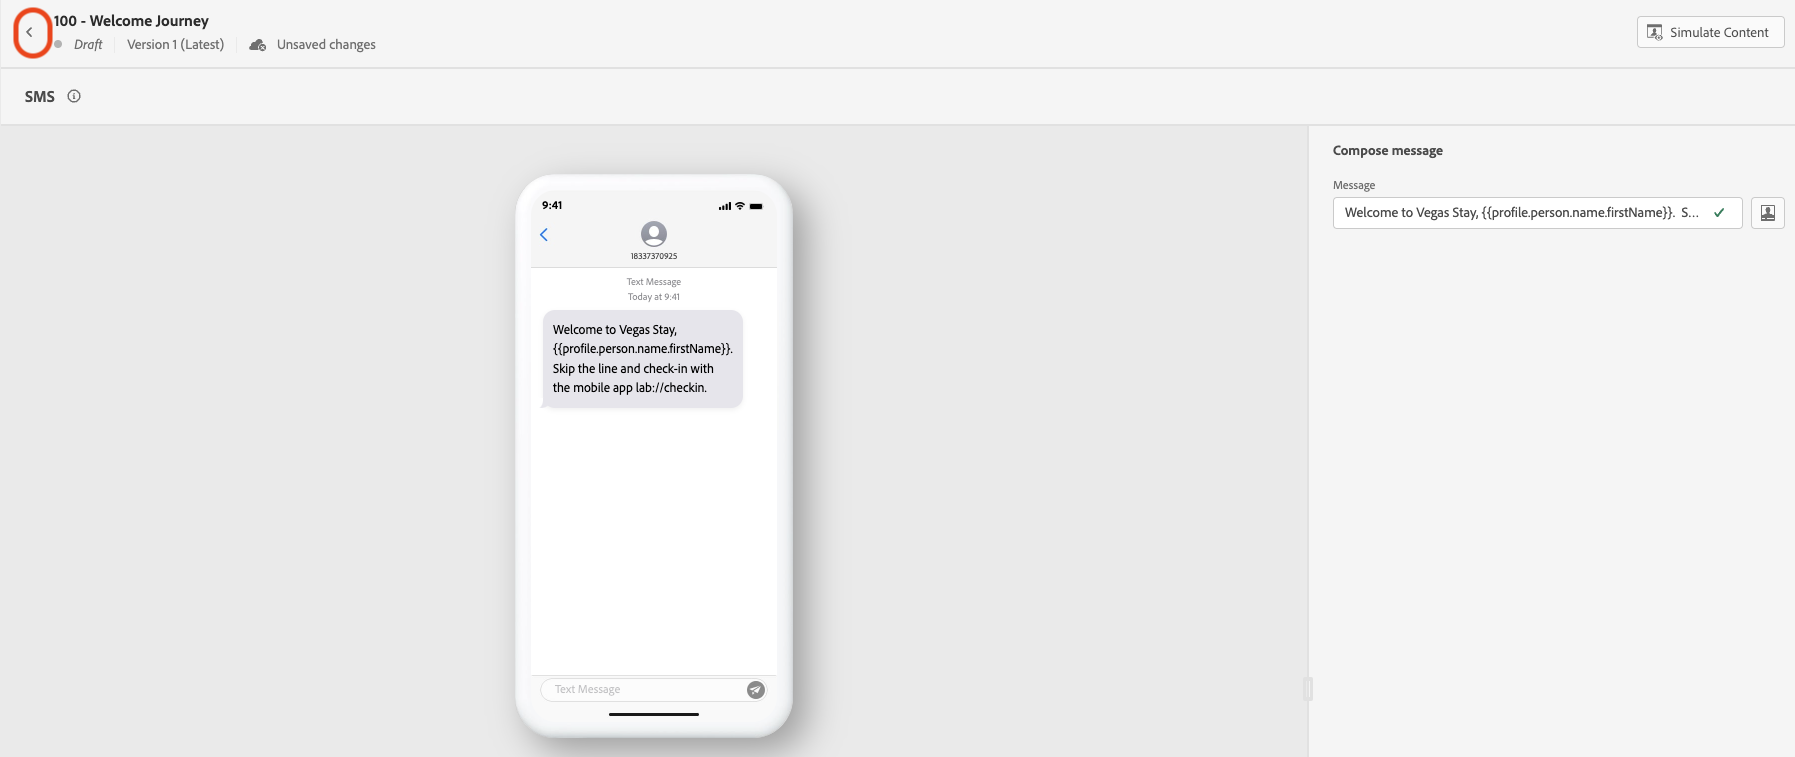 100 - Welcome Journey
Draft
Version 1 (Latest)
Unsaved changes
Simulate Content
SMS
9:41
18337370925
Text Message
Today at 9:41
Welcome to Vegas Stay,
{{profile.person.name.firstName}}.
Skip the line and check-in with
the mobile app lab://checkin.
Text Message
Compose message
Message
Welcome to Vegas Stay, {{profile.person.name.firstName}}.  S...